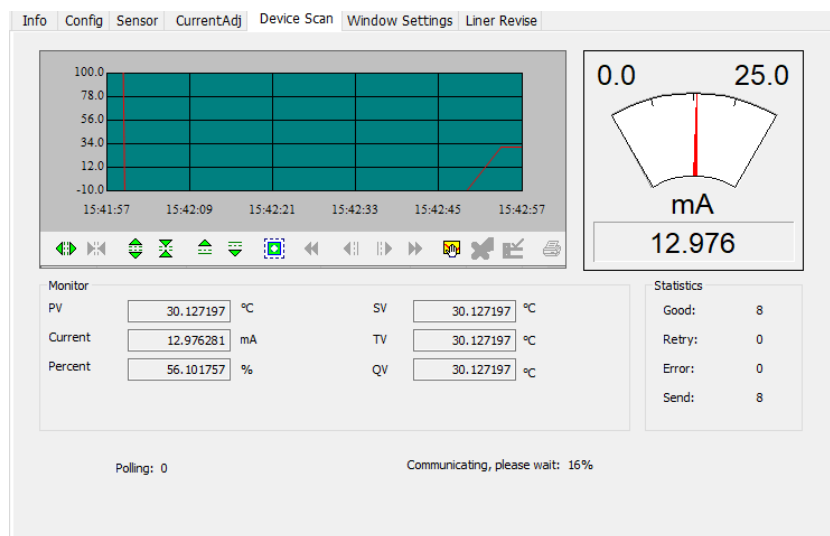 Info Config Sensor CurrentAdj Device Scan Window Settings Liner Revise
100.0
78.0
56.0
34.0
12.0
-10.0
15:41:57 15:42:09 15:42:21 15:42:33 15:42:45 15:42:57
0.0 25.0
mA
12.976
Monitor
PV 30.127197 ºC SV 30.127197 ºC
Current 12.976281 mA TV 30.127197 ºC
Percent 56.101757 % QV 30.127197 ºC
Statistics
Good: 8
Retry: 0
Error: 0
Send: 8
Polling: 0 Communicating, please wait: 16%